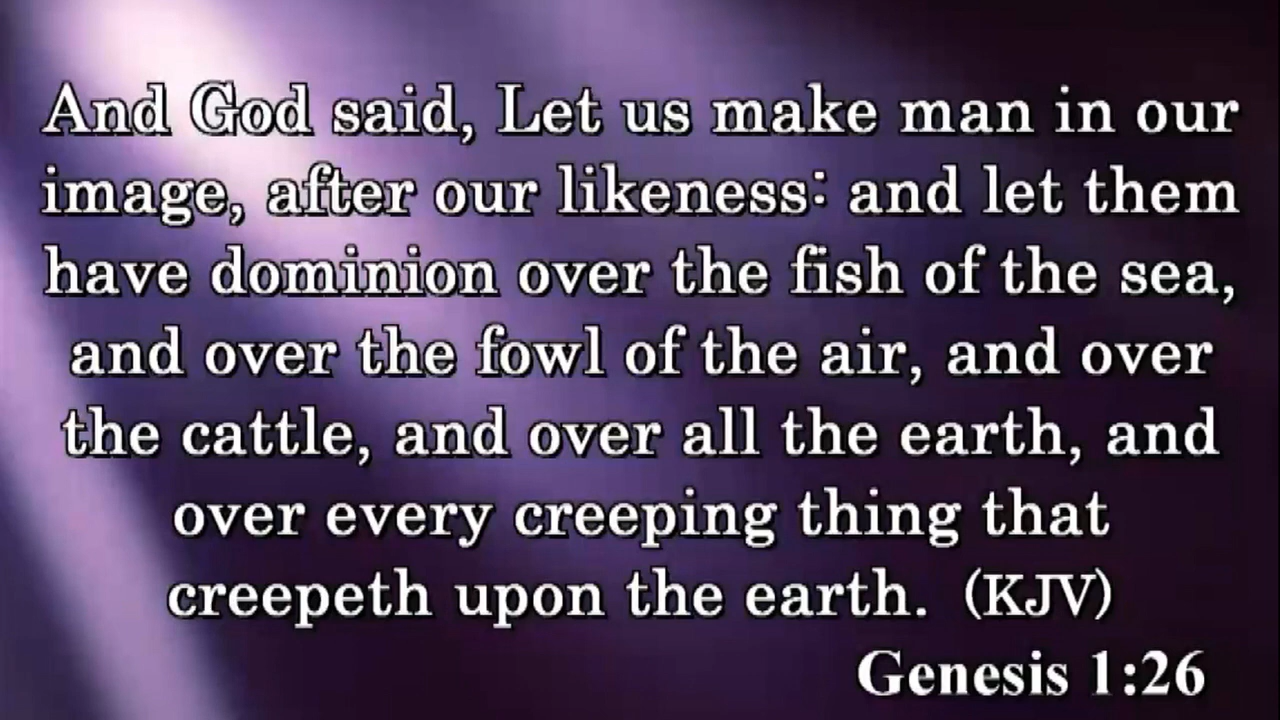 And God said, Let us make man in our
image, after our likeness: and let them
have dominion over the fish of the sea,
and over the fowl of the air, and over
the cattle, and over all the earth, and
over every creeping thing that
creepeth upon the earth. (KJV)
Genesis 1:26